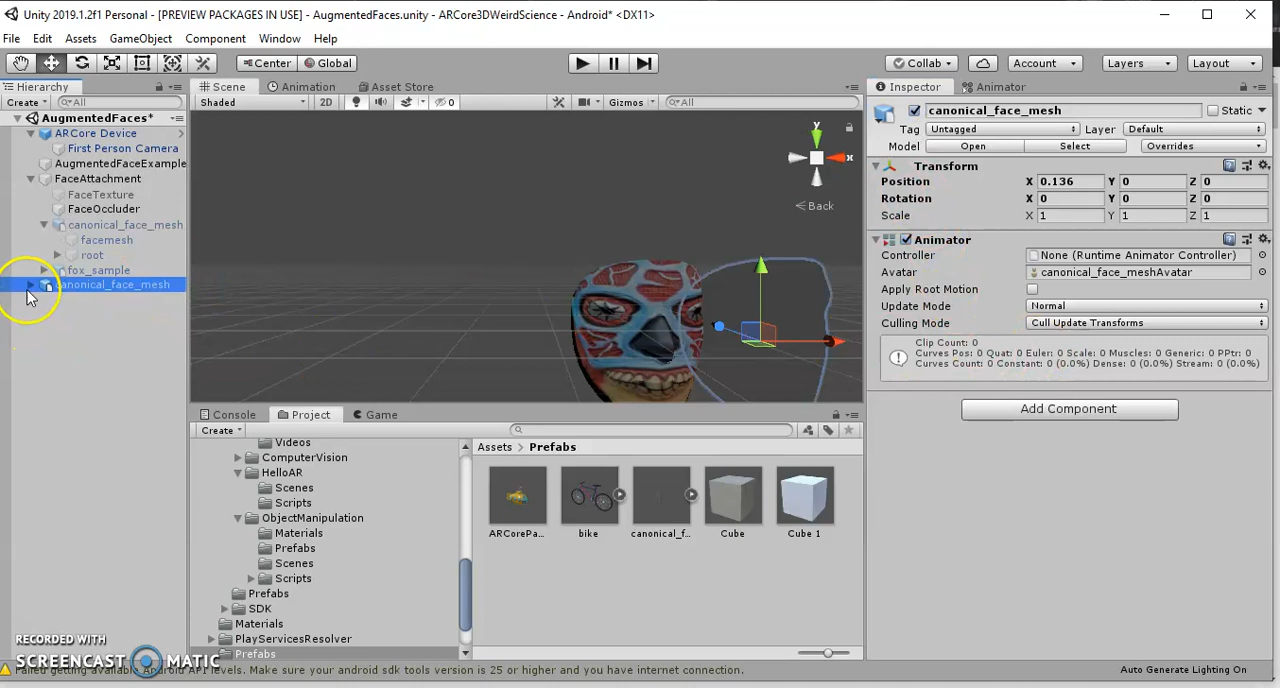 Unity 2019.1.2f1 Personal - [PREVIEW PACKAGES IN USE] - AugmentedFaces.unity - ARCore3DWeirdScience - Android* <DX11>
File Edit Assets GameObject Component Window Help
Center Global Collab Account Layers Layout
Hierarchy
Create All
AugmentedFaces*
ARCore Device
First Person Camera
AugmentedFaceExample
FaceAttachment
FaceTexture
FaceOccluder
canonical_face_mesh
facemesh
root
fox_sample
canonical_face_mesh
Scene Animation Asset Store
Shaded 2D 0 Gizmos All
y
x
Back
Console Project Game
Create
Videos
ComputerVision
HelloAR
Scenes
Scripts
ObjectManipulation
Materials
Prefabs
Scenes
Scripts
Prefabs
SDK
Materials
PlayServicesResolver
Prefabs
Assets > Prefabs
ARCorePa... bike canonical_f... Cube Cube 1
Inspector Animator
canonical_face_mesh Static
Tag Untagged Layer Default
Model Open Select Overrides
Transform
Position X 0.136 Y 0 Z 0
Rotation X 0 Y 0 Z 0
Scale X 1 Y 1 Z 1
Animator
Controller None (Runtime Animator Controller)
Avatar canonical_face_meshAvatar
Apply Root Motion
Update Mode Normal
Culling Mode Cull Update Transforms
Clip Count: 0
Curves Pos: 0 Quat: 0 Euler: 0 Scale: 0 Muscles: 0 Generic: 0 PPtr: 0
Curves Count: 0 Constant: 0 (0.0%) Dense: 0 (0.0%) Stream: 0 (0.0%)
Add Component
RECORDED WITH
SCREENCAST MATIC
Failed getting available Android API levels. Make sure your android sdk tools version is 25 or higher and you have internet connection.
Auto Generate Lighting On